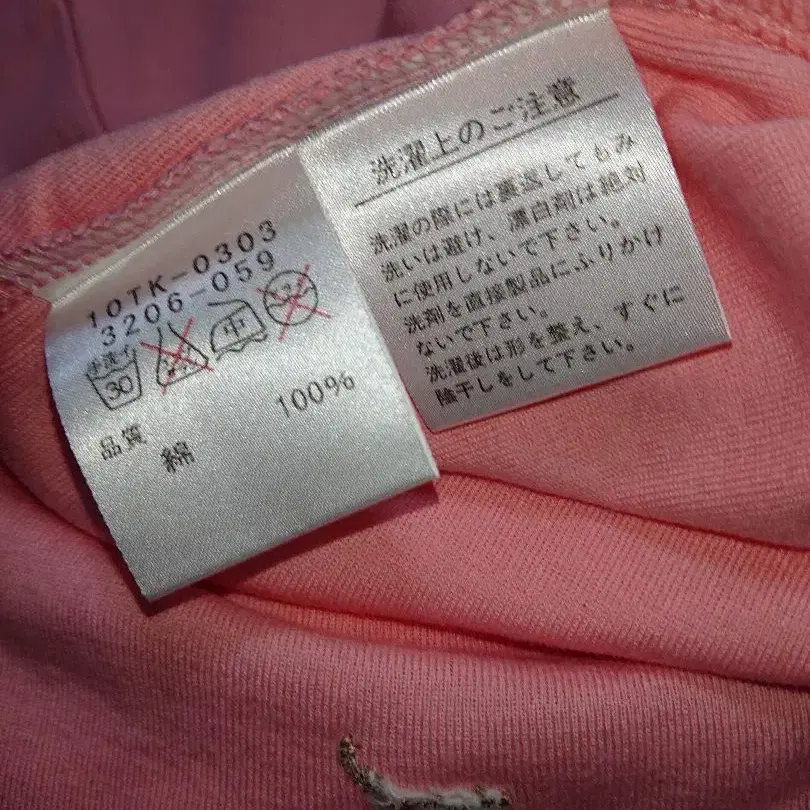 10TK-0303
3206-059
手洗イ
30
中
品質
綿 100%
洗濯上のご注意
洗濯の際には裏返してもみ
洗いは避け、漂白剤は絶対
に使用しないで下さい。
洗剤を直接製品にふりかけ
ないで下さい。
洗濯後は形を整え、すぐに
陰干しをして下さい。